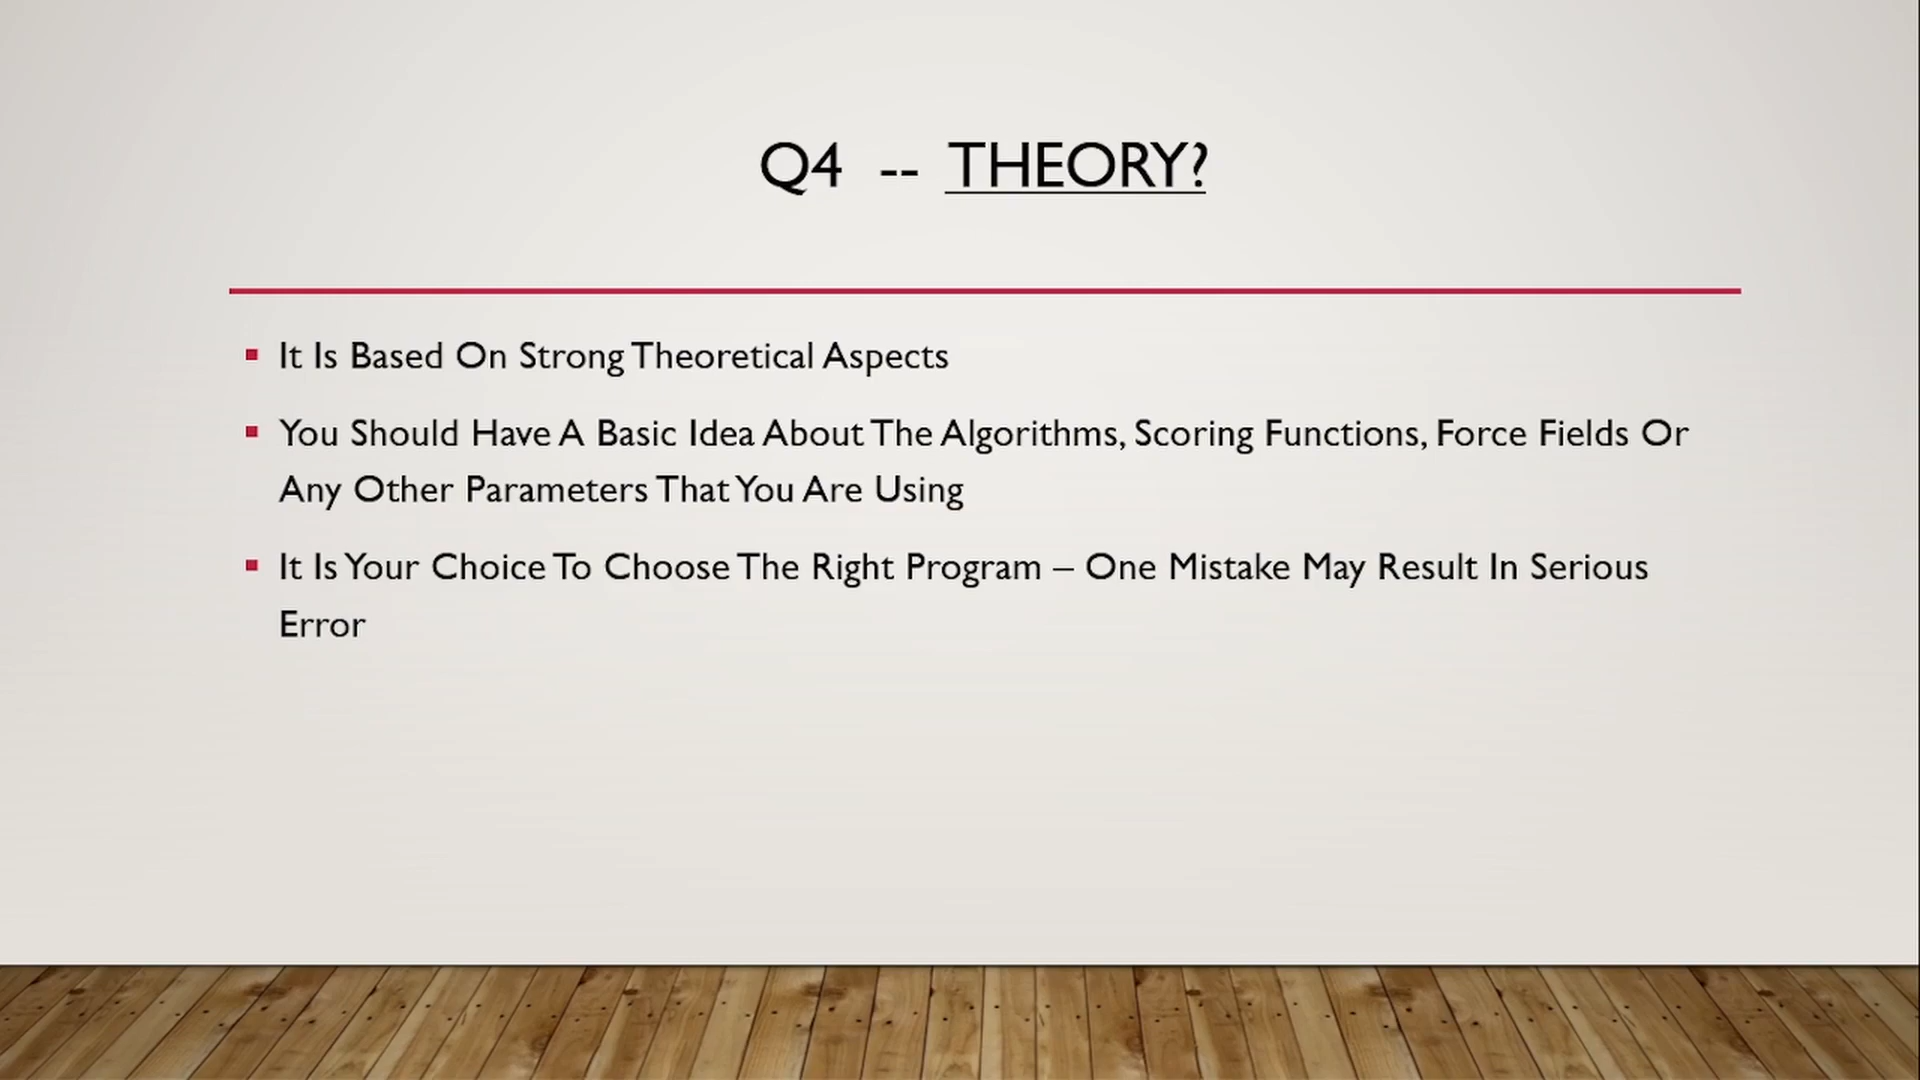 Q4 -- THEORY?
It Is Based On Strong Theoretical Aspects
You Should Have A Basic Idea About The Algorithms, Scoring Functions, Force Fields Or
Any Other Parameters That You Are Using
It Is Your Choice To Choose The Right Program – One Mistake May Result In Serious
Error